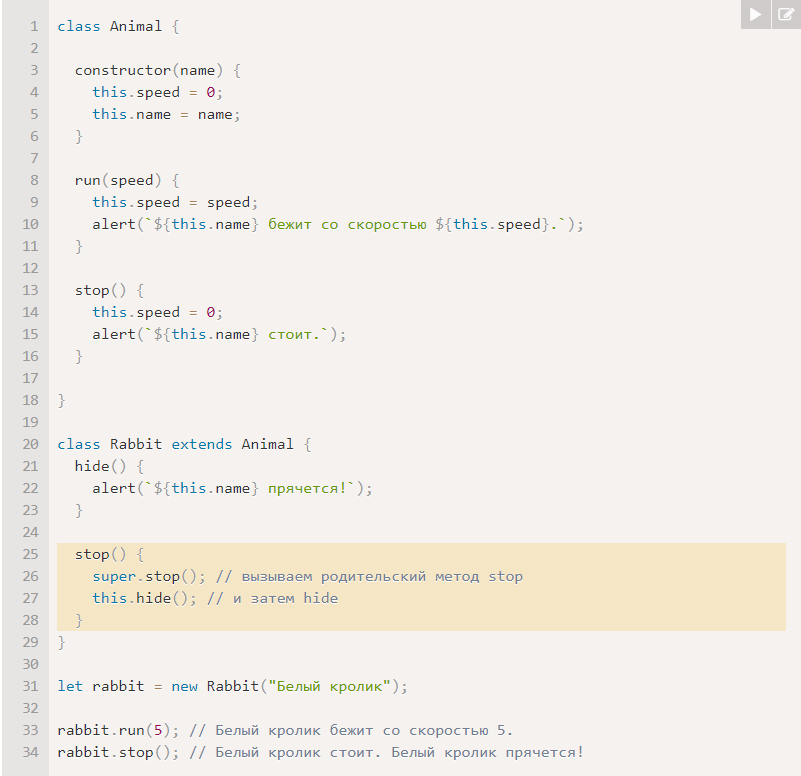 1 class Animal {
2
3 constructor(name) {
4 this.speed = 0;
5 this.name = name;
6 }
7
8 run(speed) {
9 this.speed = speed;
10 alert(`${this.name} бежит со скоростью ${this.speed}.`);
11 }
12
13 stop() {
14 this.speed = 0;
15 alert(`${this.name} стоит.`);
16 }
17
18 }
19
20 class Rabbit extends Animal {
21 hide() {
22 alert(`${this.name} прячется!`);
23 }
24
25 stop() {
26 super.stop(); // вызываем родительский метод stop
27 this.hide(); // и затем hide
28 }
29 }
30
31 let rabbit = new Rabbit("Белый кролик");
32
33 rabbit.run(5); // Белый кролик бежит со скоростью 5.
34 rabbit.stop(); // Белый кролик стоит. Белый кролик прячется!